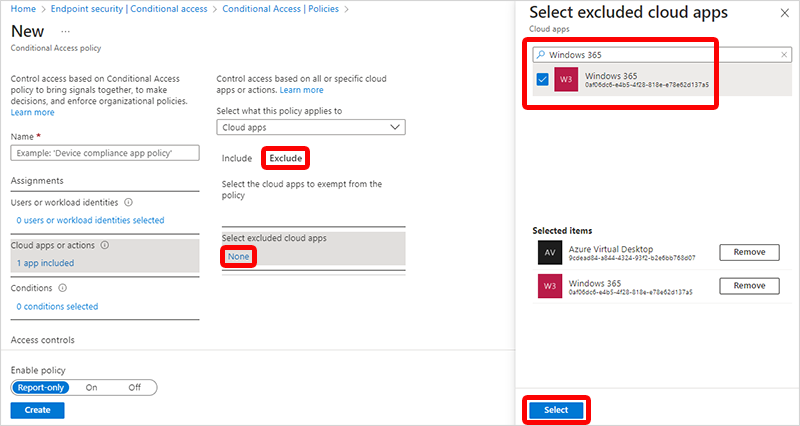 Home > Endpoint security | Conditional access > Conditional Access | Policies >
New ...
Conditional Access policy
Control access based on Conditional Access
policy to bring signals together, to make
decisions, and enforce organizational policies.
Learn more
Name *
Example: 'Device compliance app policy'
Assignments
Users or workload identities
0 users or workload identities selected
Cloud apps or actions
1 app included
Conditions
0 conditions selected
Access controls
Enable policy
Report-only On Off
Create
Control access based on all or specific cloud
apps or actions. Learn more
Select what this policy applies to
Cloud apps
Include Exclude
Select the cloud apps to exempt from the
policy
Select excluded cloud apps
None
Select excluded cloud apps
Cloud apps
Windows 365
W3 Windows 365
0af06dc6-e4b5-4f28-818e-e78e62d137a5
Selected items
AV Azure Virtual Desktop Remove
9cdead84-a844-4324-93f2-b2e6bb768d07
W3 Windows 365 Remove
0af06dc6-e4b5-4f28-818e-e78e62d137a5
Select